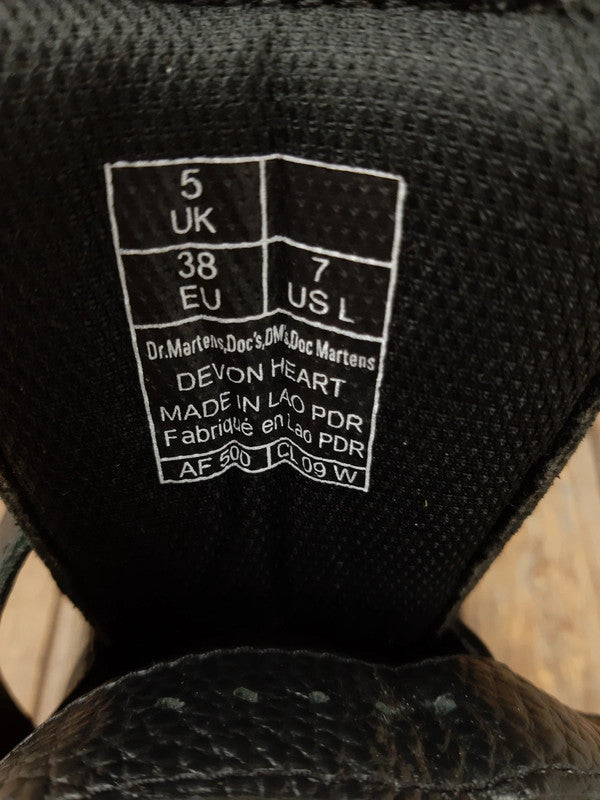 5
UK
38
EU
7
US L
Dr.Martens,Doc's,DM's,Doc Martens
DEVON HEART
MADE IN LAO PDR
Fabriqué en Lao PDR
AF 500
CL 09 W